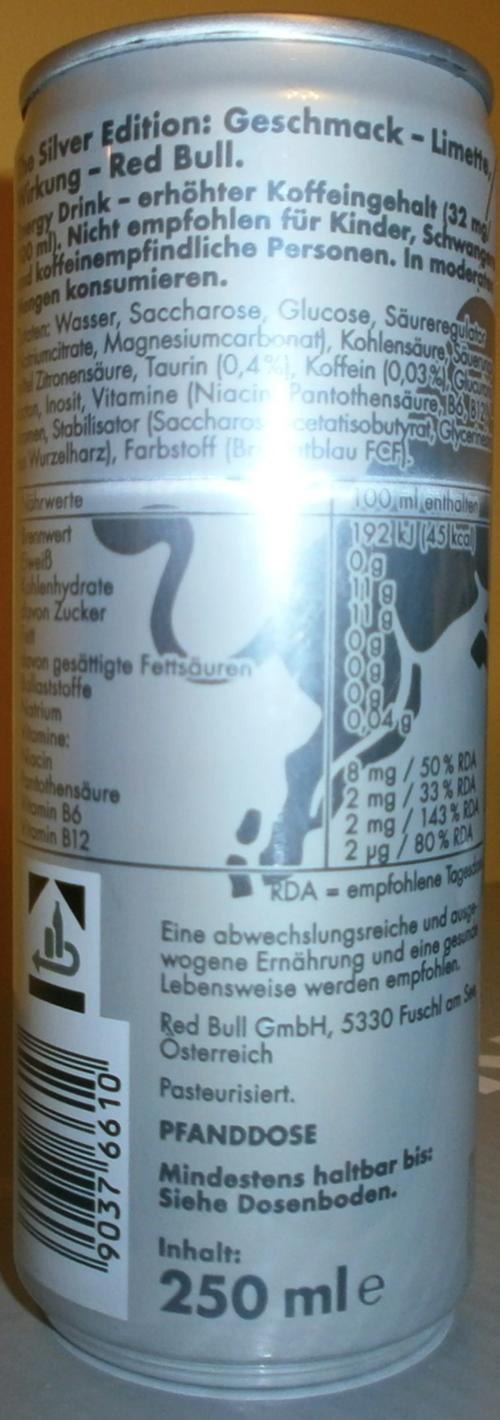 Silver Edition: Geschmack – Limette,
Wirkung – Red Bull.
Energy Drink – erhöhter Koffeingehalt (32 mg/
ml). Nicht empfohlen für Kinder, Schwangere
koffeinempfindliche Personen. In moderaten
konsumieren.
Wasser, Saccharose, Glucose, Säureregulator
Magnesiumcarbonat), Kohlensäure,
Zitronensäure, Taurin (0,4%), Koffein (0,03%),
Inosit, Vitamine (Niacin, Pantothensäure, B6, B12),
Stabilisator
Wurzelharz), Farbstoff FCF).
Nährwerte 100 ml enthalten
Brennwert 192 kJ (45 kcal)
Eiweiß 0 g
Kohlenhydrate 11 g
davon Zucker 11 g
Fett 0 g
davon gesättigte Fettsäuren 0 g
Ballaststoffe 0 g
Natrium 0,04 g
Vitamine:
Niacin 8 mg / 50% RDA
Pantothensäure 2 mg / 33% RDA
Vitamin B6 2 mg / 143% RDA
Vitamin B12 2 µg / 80% RDA
RDA = empfohlene
Eine abwechslungsreiche und ausge-
wogene Ernährung und eine gesunde
Lebensweise werden empfohlen.
Red Bull GmbH, 5330 Fuschl am See,
Österreich
Pasteurisiert.
PFANDDOSE
Mindestens haltbar bis:
Siehe Dosenboden.
Inhalt:
250 ml e
9037 6610